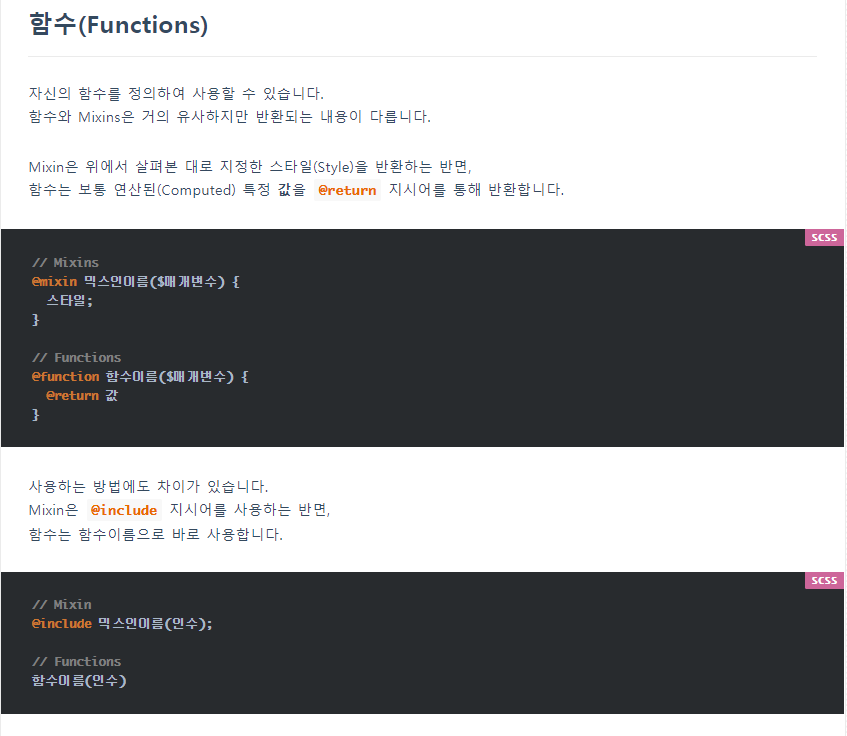 함수(Functions)
자신의 함수를 정의하여 사용할 수 있습니다.
함수와 Mixins은 거의 유사하지만 반환되는 내용이 다릅니다.
Mixin은 위에서 살펴본 대로 지정한 스타일(Style)을 반환하는 반면,
함수는 보통 연산된(Computed) 특정 값을 @return 지시어를 통해 반환합니다.
SCSS
// Mixins
@mixin 믹스인이름($매개변수) {
  스타일;
}
// Functions
@function 함수이름($매개변수) {
  @return 값
}
사용하는 방법에도 차이가 있습니다.
Mixin은 @include 지시어를 사용하는 반면,
함수는 함수이름으로 바로 사용합니다.
SCSS
// Mixin
@include 믹스인이름(인수);
// Functions
함수이름(인수)